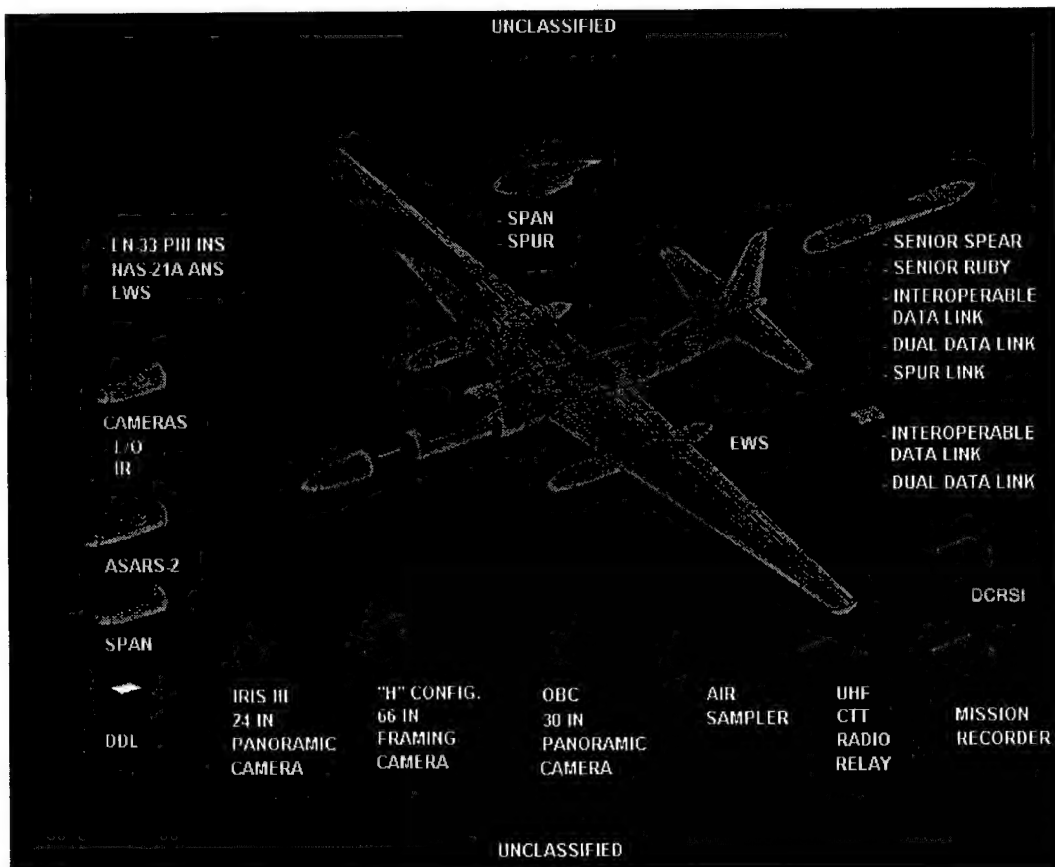 UNCLASSIFIED
- SPAN
- SPUR
- LN-33 PIII INS
NAS-21A ANS
EWS
- SENIOR SPEAR
- SENIOR RUBY
- INTEROPERABLE
DATA LINK
- DUAL DATA LINK
- SPUR LINK
CAMERAS
L/O
IR
EWS
- INTEROPERABLE
DATA LINK
- DUAL DATA LINK
ASARS-2
DCRSI
SPAN
DDL
IRIS III
24 IN
PANORAMIC
CAMERA
"H" CONFIG.
66 IN
FRAMING
CAMERA
OBC
30 IN
PANORAMIC
CAMERA
AIR
SAMPLER
UHF
CTT
RADIO
RELAY
MISSION
RECORDER
UNCLASSIFIED